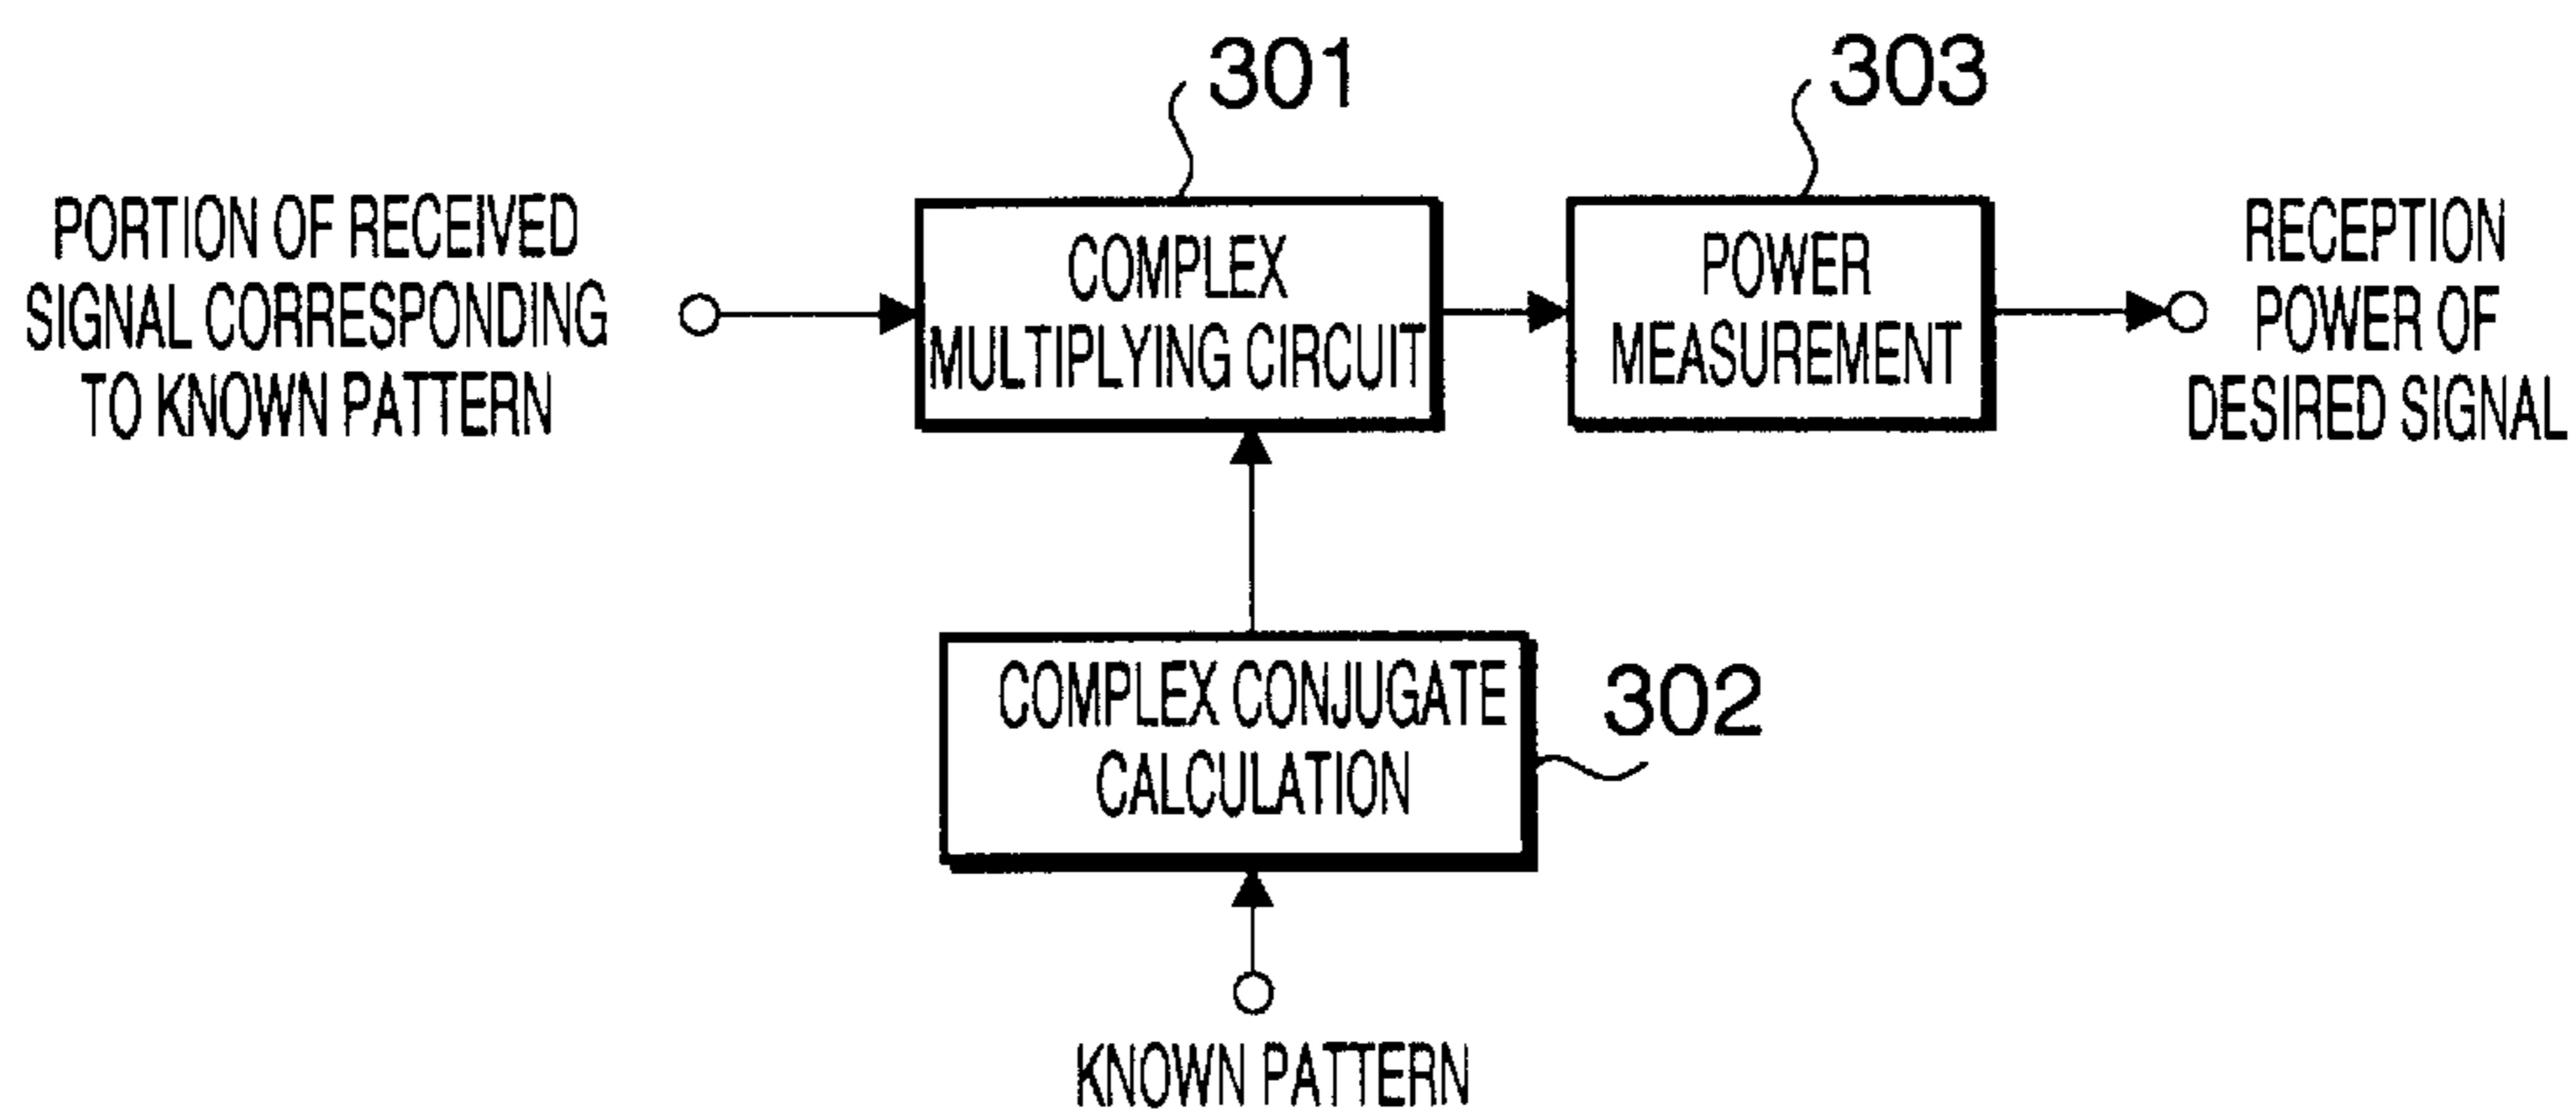 301
303
PORTION OF RECEIVED
SIGNAL CORRESPONDING
TO KNOWN PATTERN
COMPLEX
MULTIPLYING CIRCUIT
POWER
MEASUREMENT
RECEPTION
POWER OF
DESIRED SIGNAL
COMPLEX CONJUGATE
CALCULATION
302
KNOWN PATTERN